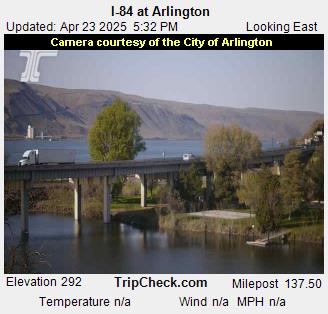 I-84 at Arlington
Updated: Apr 23 2025 5:32 PM Looking East
Camera courtesy of the City of Arlington
Elevation 292 TripCheck.com Milepost 137.50
Temperature n/a Wind n/a MPH n/a